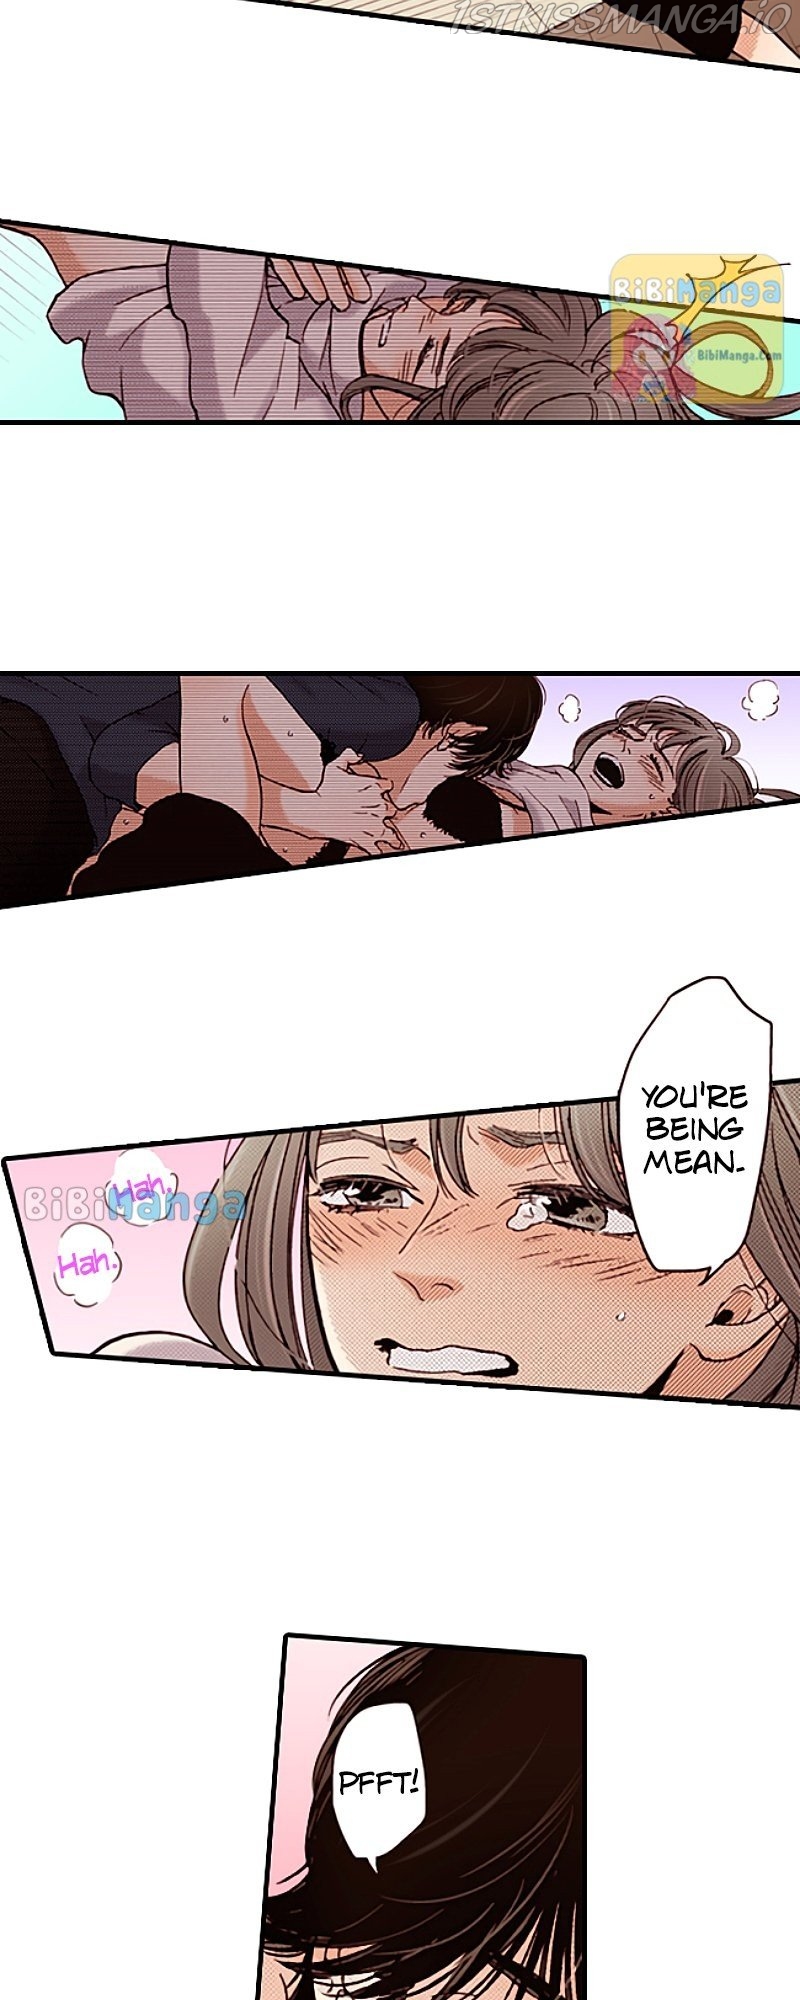 1STKISSMANGA.IO
BiBiManga
BibiManga.Com
YOU'RE
BEING
MEAN.
Hah.
BiBiManga
Hah.
PFFT!